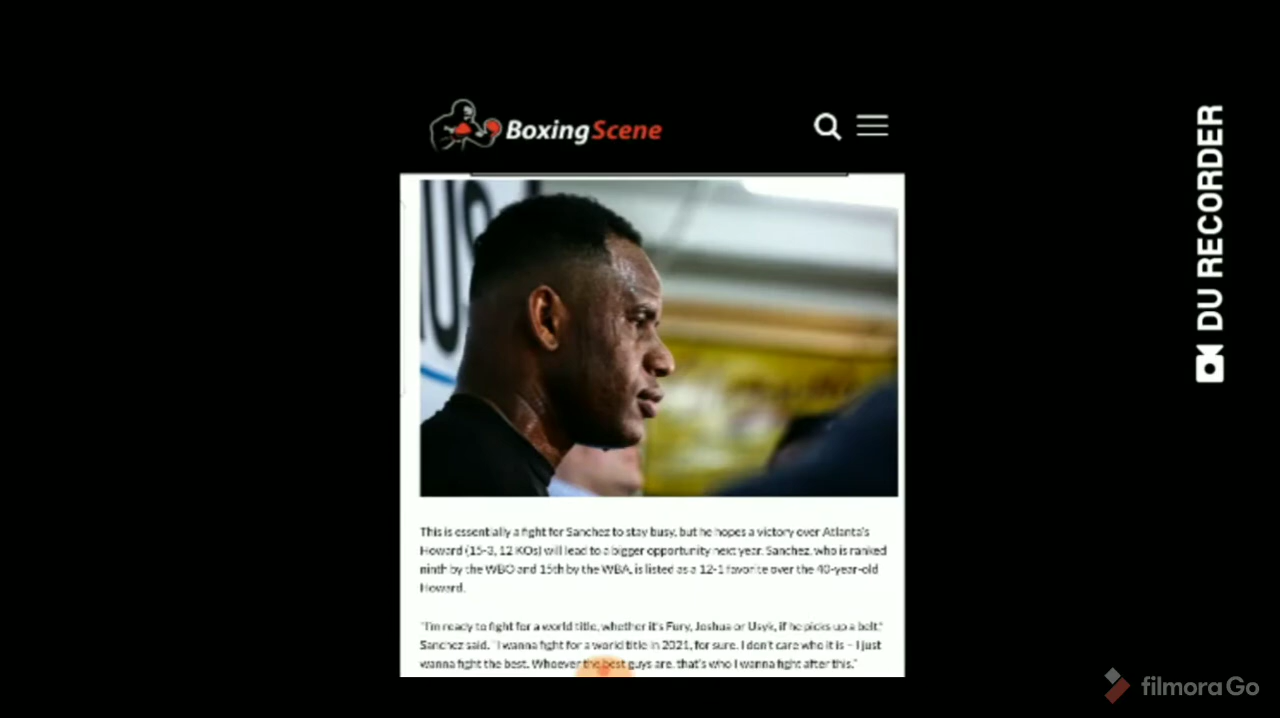 BoxingScene
DU RECORDER
This is essentially a fight for Sanchez to stay busy, but he hopes a victory over Atlanta's
Howard (15-3, 12 KOs) will lead to a bigger opportunity next year. Sanchez, who is ranked
ninth by the WBO and 15th by the WBA, is listed as a 12-1 favorite over the 40-year-old
Howard.
"I'm ready to fight for a world title, whether it's Fury, Joshua or Usyk, if he picks up a belt,"
Sanchez said. "I wanna fight for a world title in 2021, for sure. I don't care who it is – I just
wanna fight the best. Whoever the best guys are, that's who I wanna fight after this."
filmoraGo